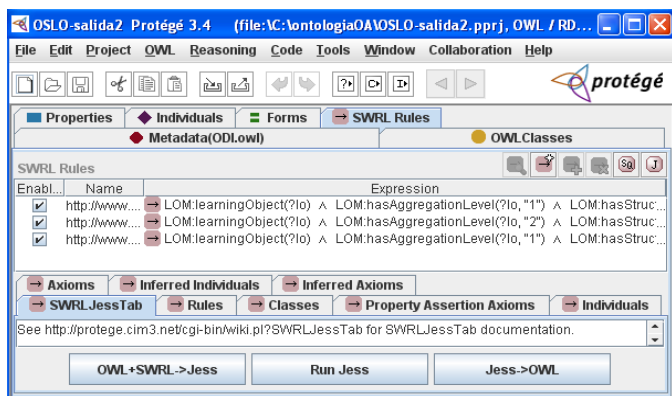 OSLO-salida2 Protégé 3.4 (file:\C:\ontologiaOA\OSLO-salida2.pprj, OWL / RD...
File Edit Project OWL Reasoning Code Tools Window Collaboration Help
protégé
Properties Individuals Forms SWRL Rules
Metadata(ODI.owl) OWLClasses
SWRL Rules
Enabl... Name Expression
http://www.... LOM:learningObject(?lo) ∧ LOM:hasAggregationLevel(?lo, "1") ∧ LOM:hasStruc...
http://www.... LOM:learningObject(?lo) ∧ LOM:hasAggregationLevel(?lo, "2") ∧ LOM:hasStruc...
http://www.... LOM:learningObject(?lo) ∧ LOM:hasAggregationLevel(?lo, "1") ∧ LOM:hasStruc...
Axioms Inferred Individuals Inferred Axioms
SWRLJessTab Rules Classes Property Assertion Axioms Individuals
See http://protege.cim3.net/cgi-bin/wiki.pl?SWRLJessTab for SWRLJessTab documentation.
OWL+SWRL->Jess Run Jess Jess->OWL